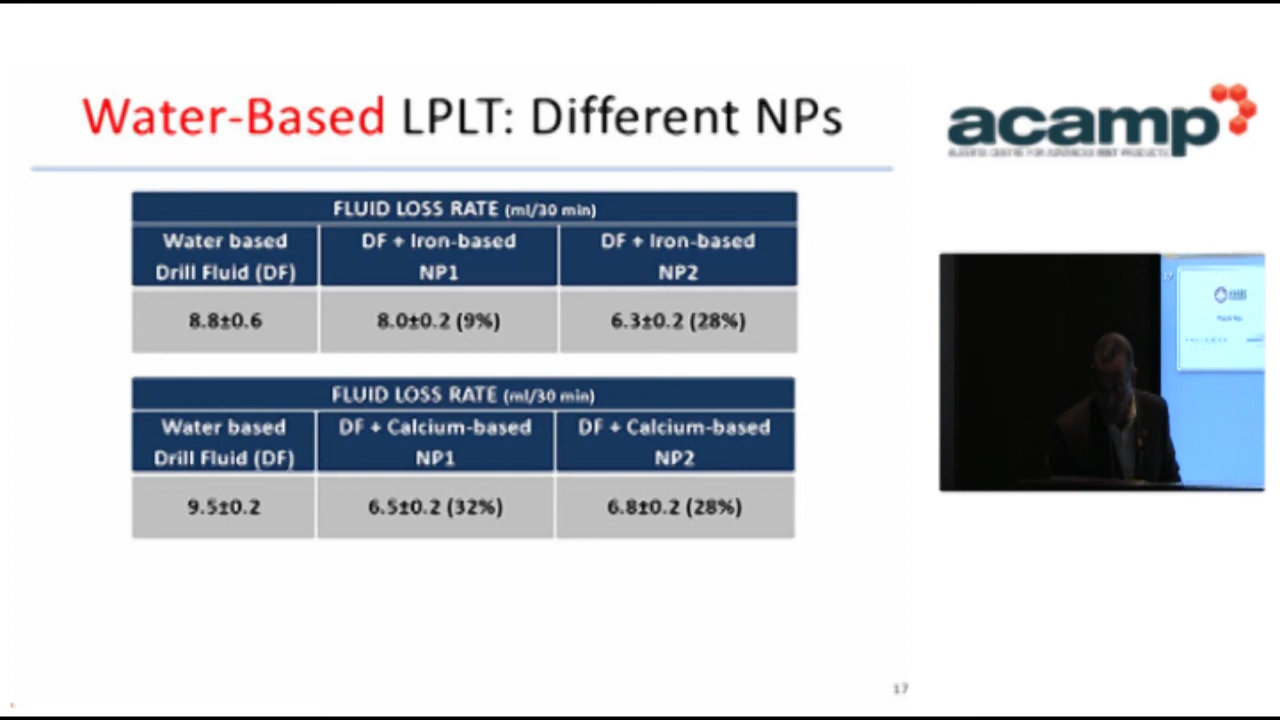 Water-Based LPLT: Different NPs
FLUID LOSS RATE (ml/30 min)
Water based Drill Fluid (DF)
DF + Iron-based NP1
DF + Iron-based NP2
8.8±0.6
8.0±0.2 (9%)
6.3±0.2 (28%)
FLUID LOSS RATE (ml/30 min)
Water based Drill Fluid (DF)
DF + Calcium-based NP1
DF + Calcium-based NP2
9.5±0.2
6.5±0.2 (32%)
6.8±0.2 (28%)
17
acamp